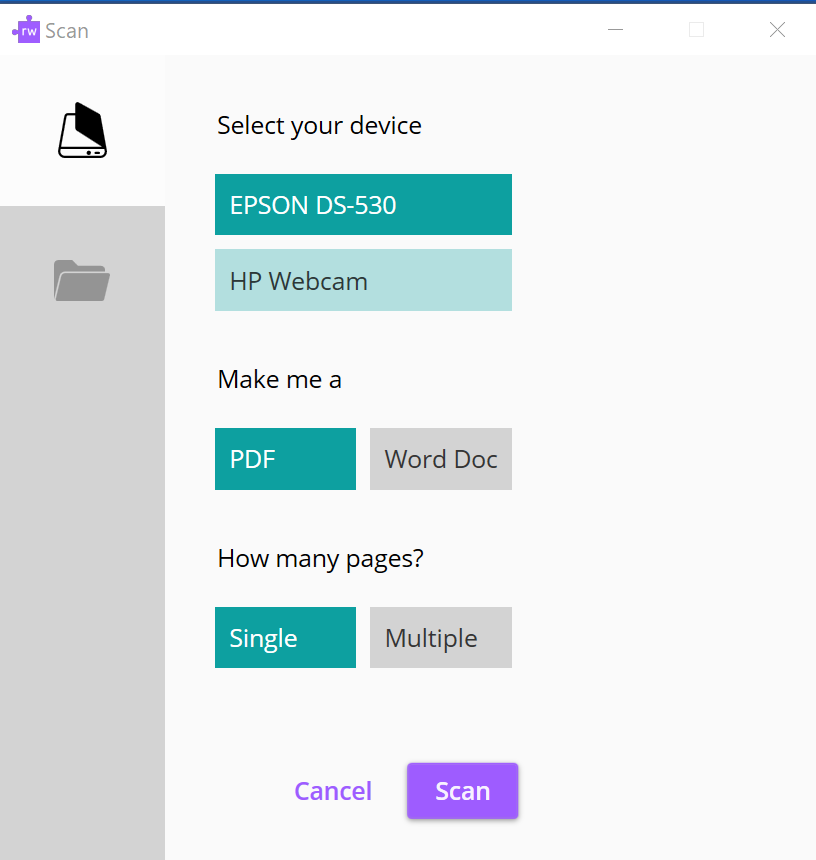 rw Scan
Select your device
EPSON DS-530
HP Webcam
Make me a
PDF Word Doc
How many pages?
Single Multiple
Cancel Scan